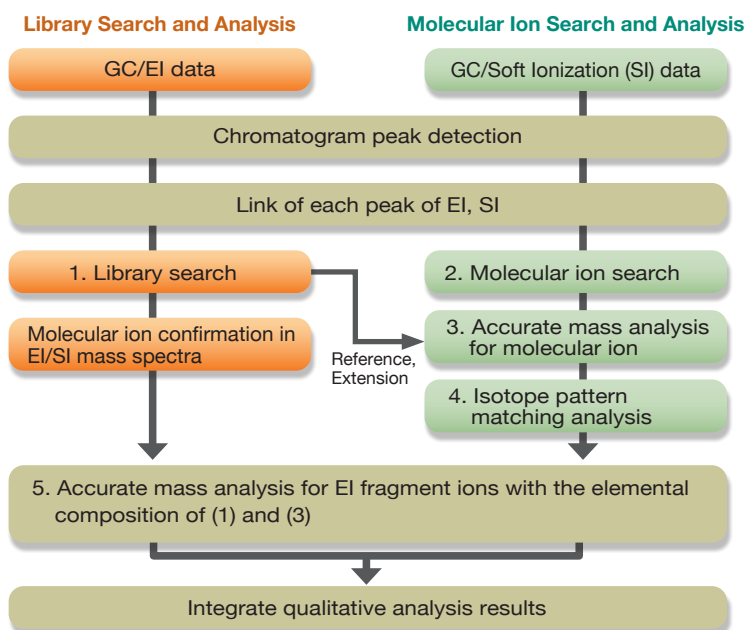 Library Search and Analysis
Molecular Ion Search and Analysis
GC/EI data
GC/Soft Ionization (SI) data
Chromatogram peak detection
Link of each peak of EI, SI
1. Library search
2. Molecular ion search
Molecular ion confirmation in
EI/SI mass spectra
Reference,
Extension
3. Accurate mass analysis
for molecular ion
4. Isotope pattern
matching analysis
5. Accurate mass analysis for EI fragment ions with the elemental
composition of (1) and (3)
Integrate qualitative analysis results